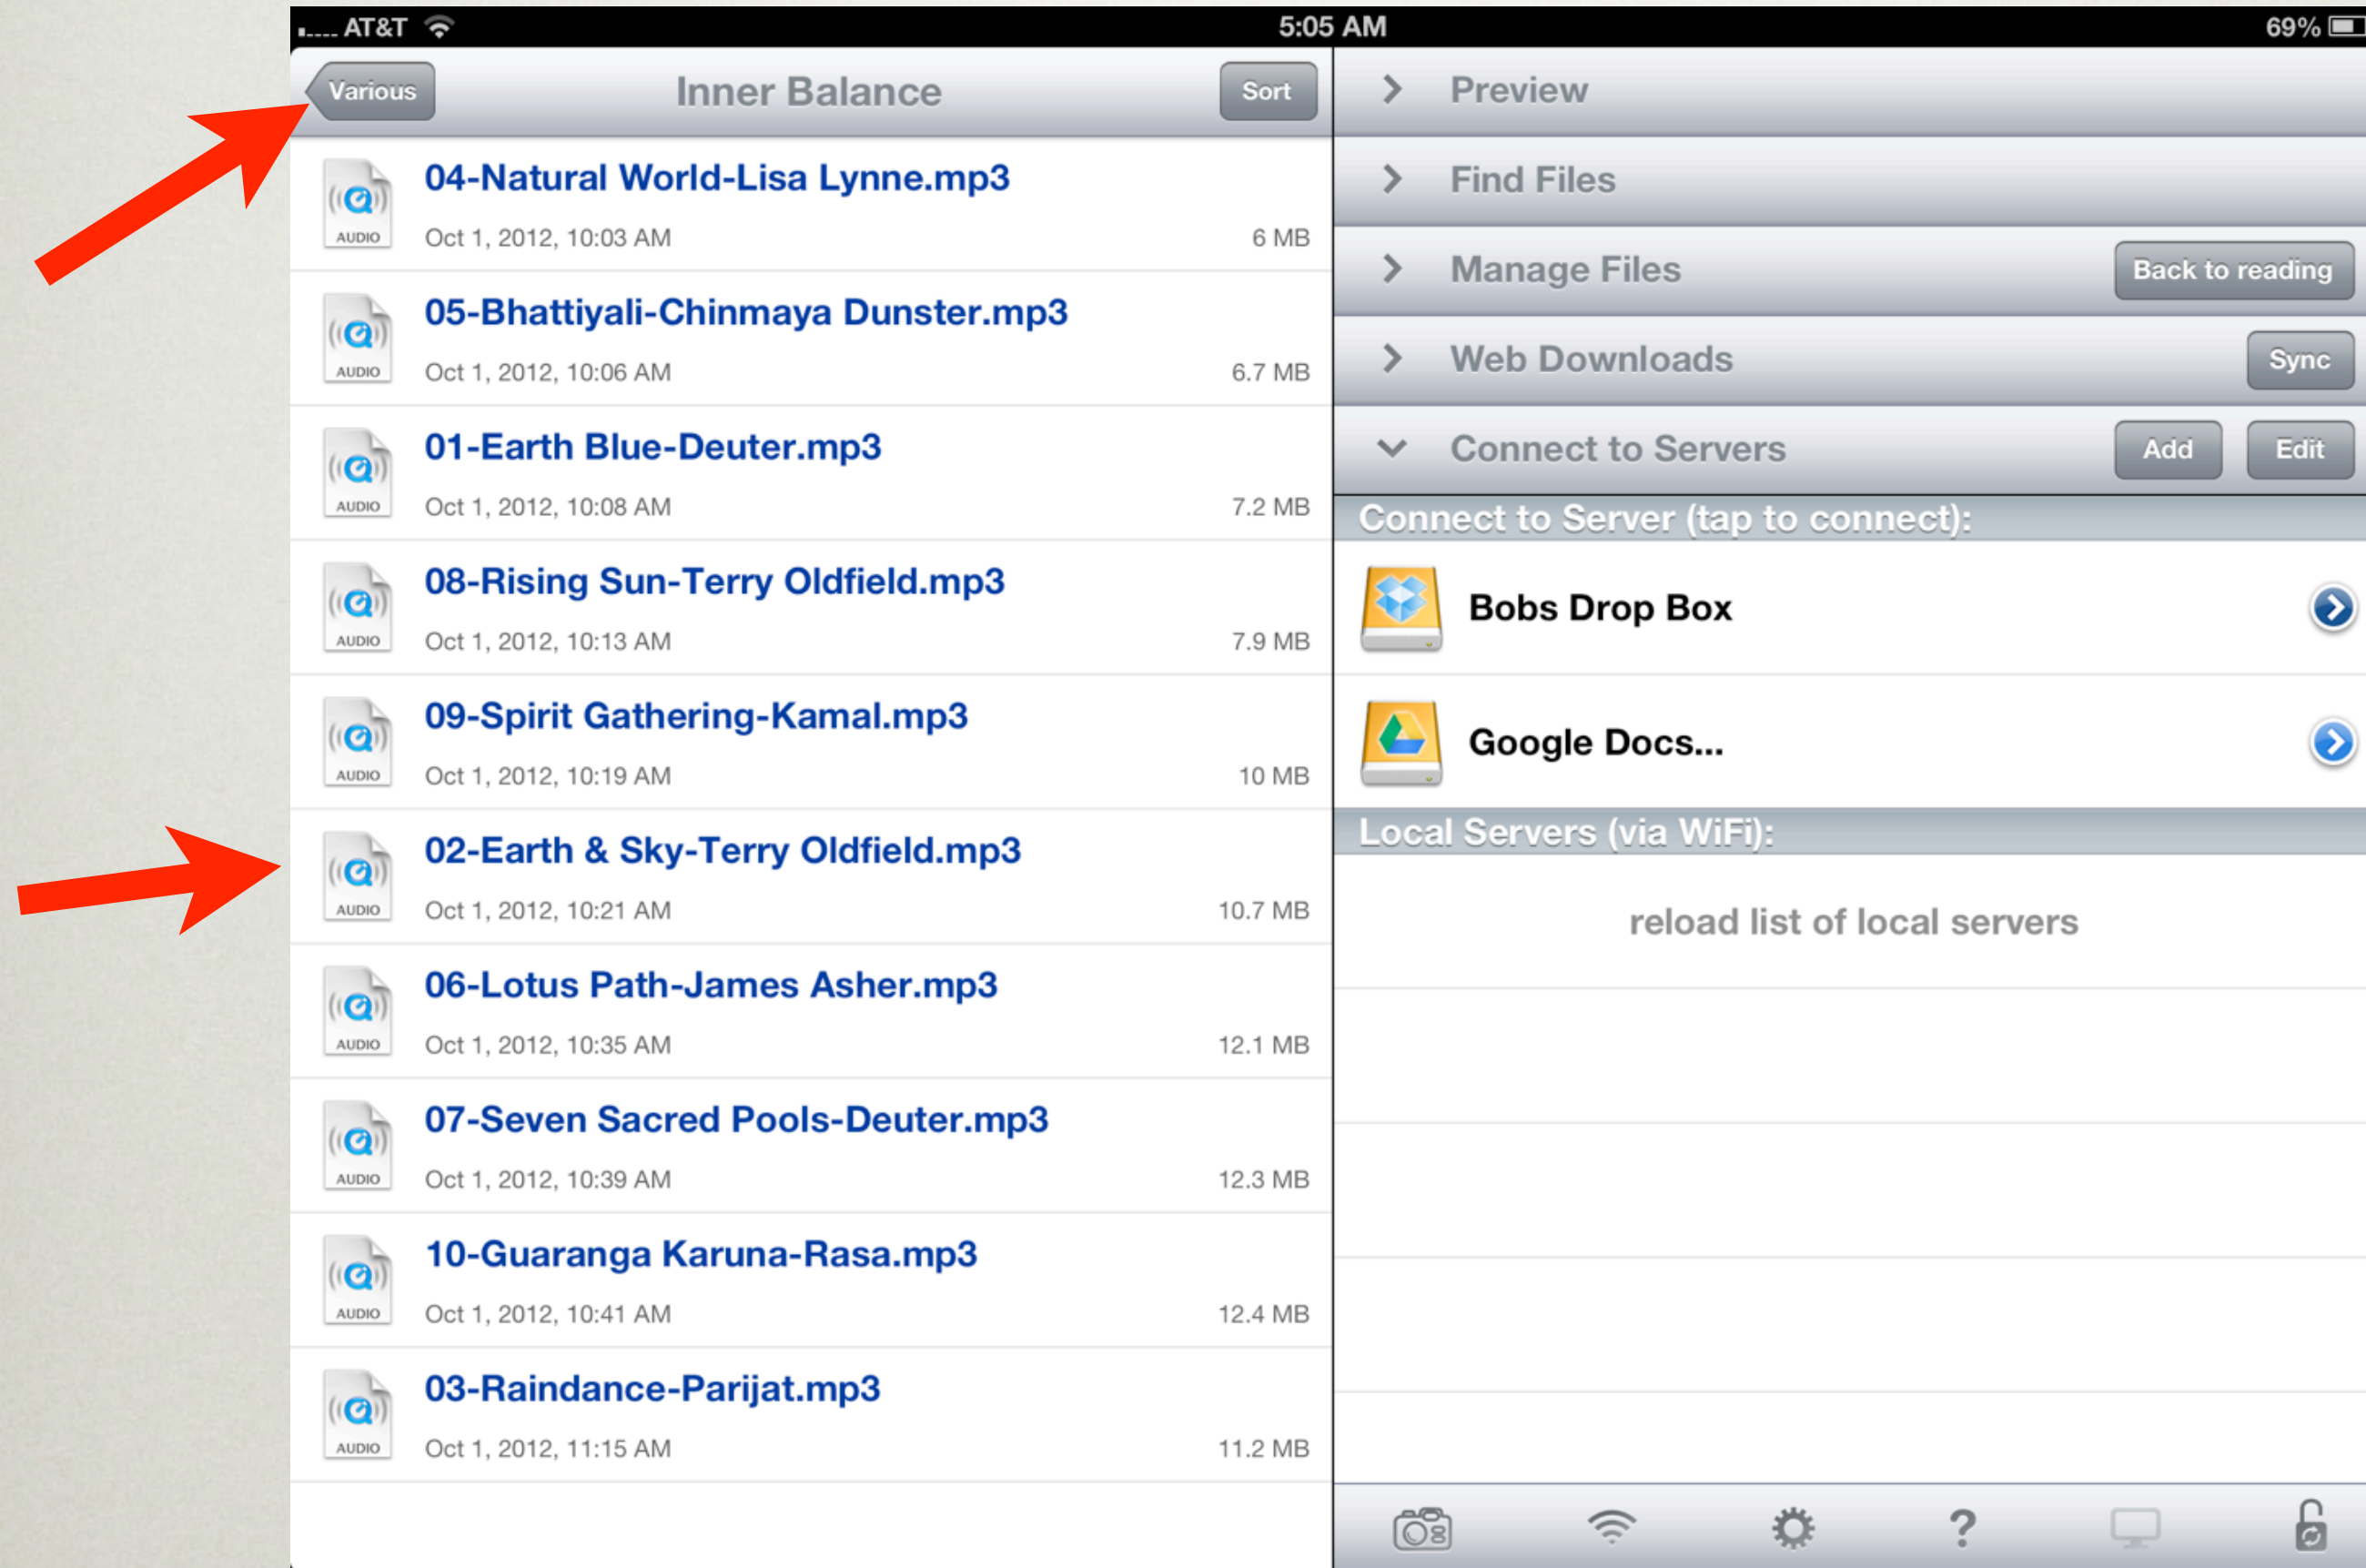 AT&T 5:05 AM 69%
Various Inner Balance Sort
04-Natural World-Lisa Lynne.mp3
Oct 1, 2012, 10:03 AM 6 MB
AUDIO
05-Bhattiyali-Chinmaya Dunster.mp3
Oct 1, 2012, 10:06 AM 6.7 MB
AUDIO
01-Earth Blue-Deuter.mp3
Oct 1, 2012, 10:08 AM 7.2 MB
AUDIO
08-Rising Sun-Terry Oldfield.mp3
Oct 1, 2012, 10:13 AM 7.9 MB
AUDIO
09-Spirit Gathering-Kamal.mp3
Oct 1, 2012, 10:19 AM 10 MB
AUDIO
02-Earth & Sky-Terry Oldfield.mp3
Oct 1, 2012, 10:21 AM 10.7 MB
AUDIO
06-Lotus Path-James Asher.mp3
Oct 1, 2012, 10:35 AM 12.1 MB
AUDIO
07-Seven Sacred Pools-Deuter.mp3
Oct 1, 2012, 10:39 AM 12.3 MB
AUDIO
10-Guaranga Karuna-Rasa.mp3
Oct 1, 2012, 10:41 AM 12.4 MB
AUDIO
03-Raindance-Parijat.mp3
Oct 1, 2012, 11:15 AM 11.2 MB
AUDIO
Preview
Find Files
Manage Files Back to reading
Web Downloads Sync
Connect to Servers Add Edit
Connect to Server (tap to connect):
Bobs Drop Box
Google Docs...
Local Servers (via WiFi):
reload list of local servers
?